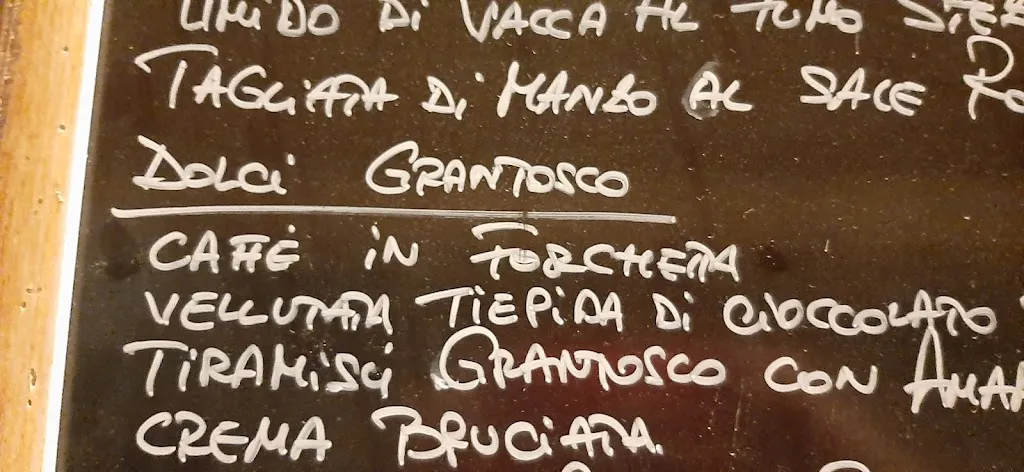 UMIDO DI VACCA AL TUMO
TAGLIATA DI MANZO AL SALE
DOLCI GRANTOSCO
CAFFÈ IN FORCHETTA
VELLUTATA TIEPIDA DI CIOCCOLATO
TIRAMISÙ GRANTOSCO CON
CREMA BRUCIATA